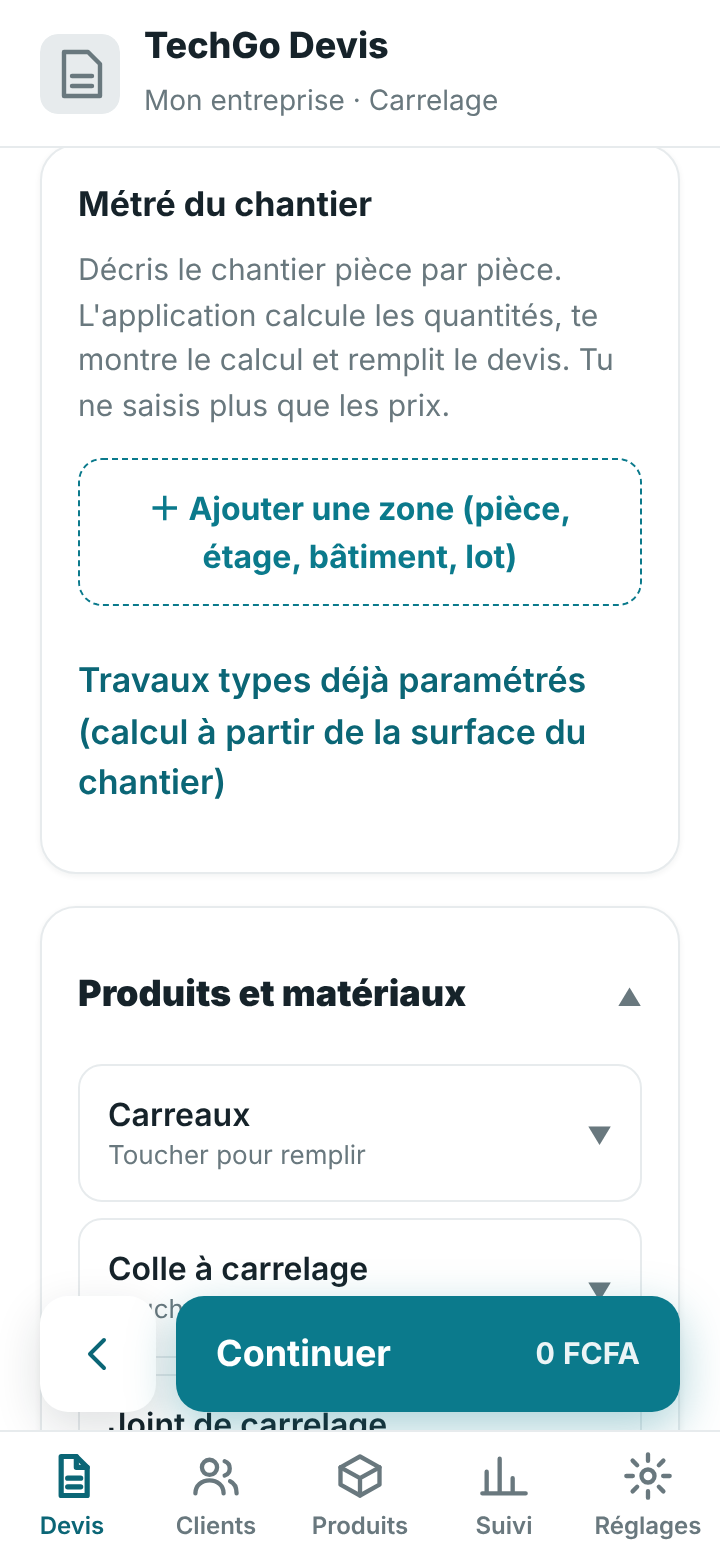 TechGo Devis
Mon entreprise · Carrelage
Métré du chantier
Décris le chantier pièce par pièce.
L'application calcule les quantités, te
montre le calcul et remplit le devis. Tu
ne saisis plus que les prix.
+ Ajouter une zone (pièce,
étage, bâtiment, lot)
Travaux types déjà paramétrés
(calcul à partir de la surface du
chantier)
Produits et matériaux
Carreaux
Toucher pour remplir
Colle à carrelage
Continuer 0 FCFA
Joint de carrelage
Devis Clients Produits Suivi Réglages